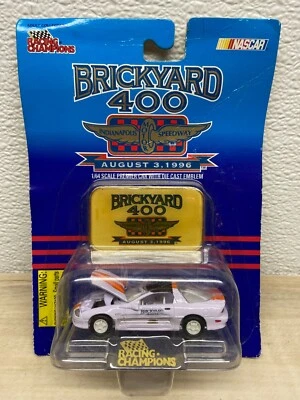 RACING
CHAMPIONS
NASCAR
BRICKYARD
400
INDIANAPOLIS SPEEDWAY
AUGUST 3, 1996
1/64 SCALE PREMIER CAR WITH DIE CAST EMBLEM
BRICKYARD
400
AUGUST 3, 1996
WARNING:
RACING
CHAMPIONS